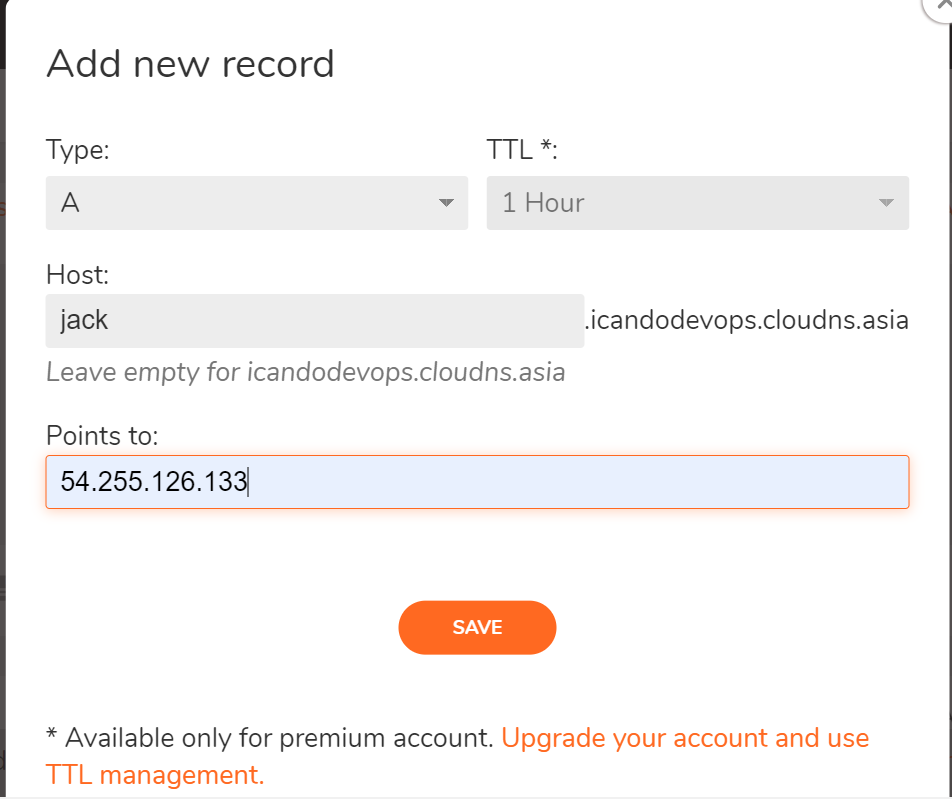 Add new record
Type:
TTL *:
A
1 Hour
Host:
jack
.icandodevops.cloudns.asia
Leave empty for icandodevops.cloudns.asia
Points to:
54.255.126.133
SAVE
* Available only for premium account. Upgrade your account and use
TTL management.